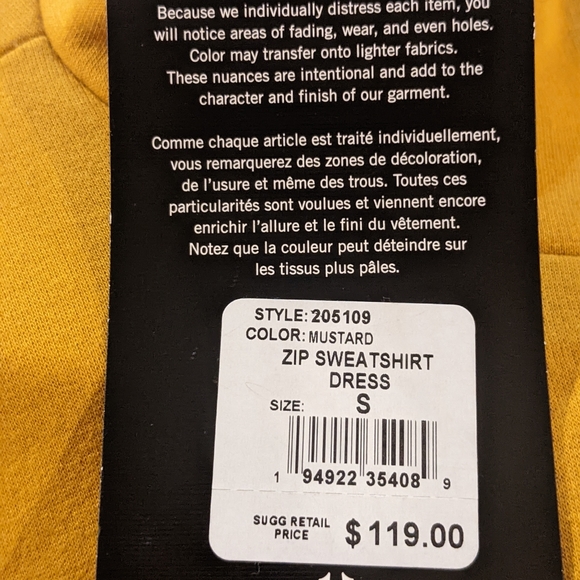 Because we individually distress each item, you
will notice areas of fading, wear, and even holes.
Color may transfer onto lighter fabrics.
These nuances are intentional and add to the
character and finish of our garment.
Comme chaque article est traité individuellement,
vous remarquerez des zones de décoloration,
de l'usure et même des trous. Toutes ces
particularités sont voulues et viennent encore
enrichir l'allure et le fini du vêtement.
Notez que la couleur peut déteindre sur
les tissus plus pâles.
STYLE: 205109
COLOR: MUSTARD
ZIP SWEATSHIRT
DRESS
SIZE: S
1 94922 35408 9
SUGG RETAIL
PRICE $119.00